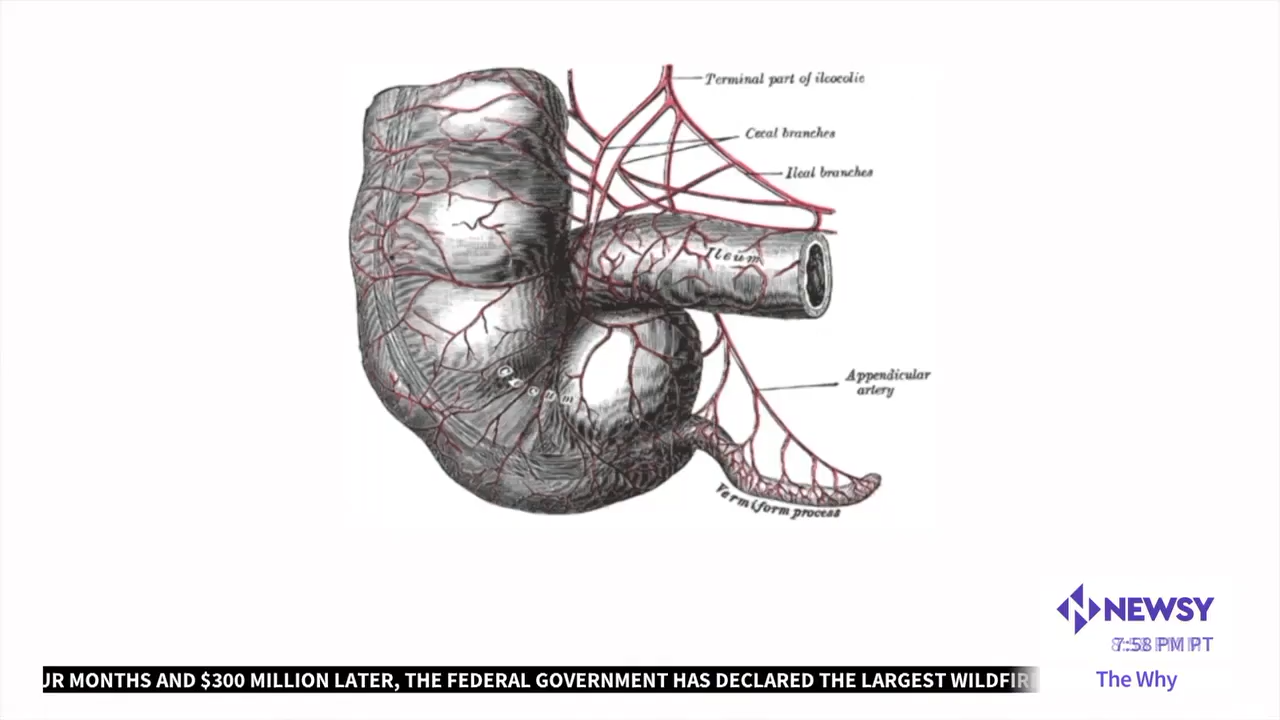 Terminal part of ileocolic
Cecal branches
Ileal branches
Ileum
Cecum
Appendicular
artery
Vermiform process
NEWSY
7:58 PM PT
The Why
UR MONTHS AND $300 MILLION LATER, THE FEDERAL GOVERNMENT HAS DECLARED THE LARGEST WILDFIR